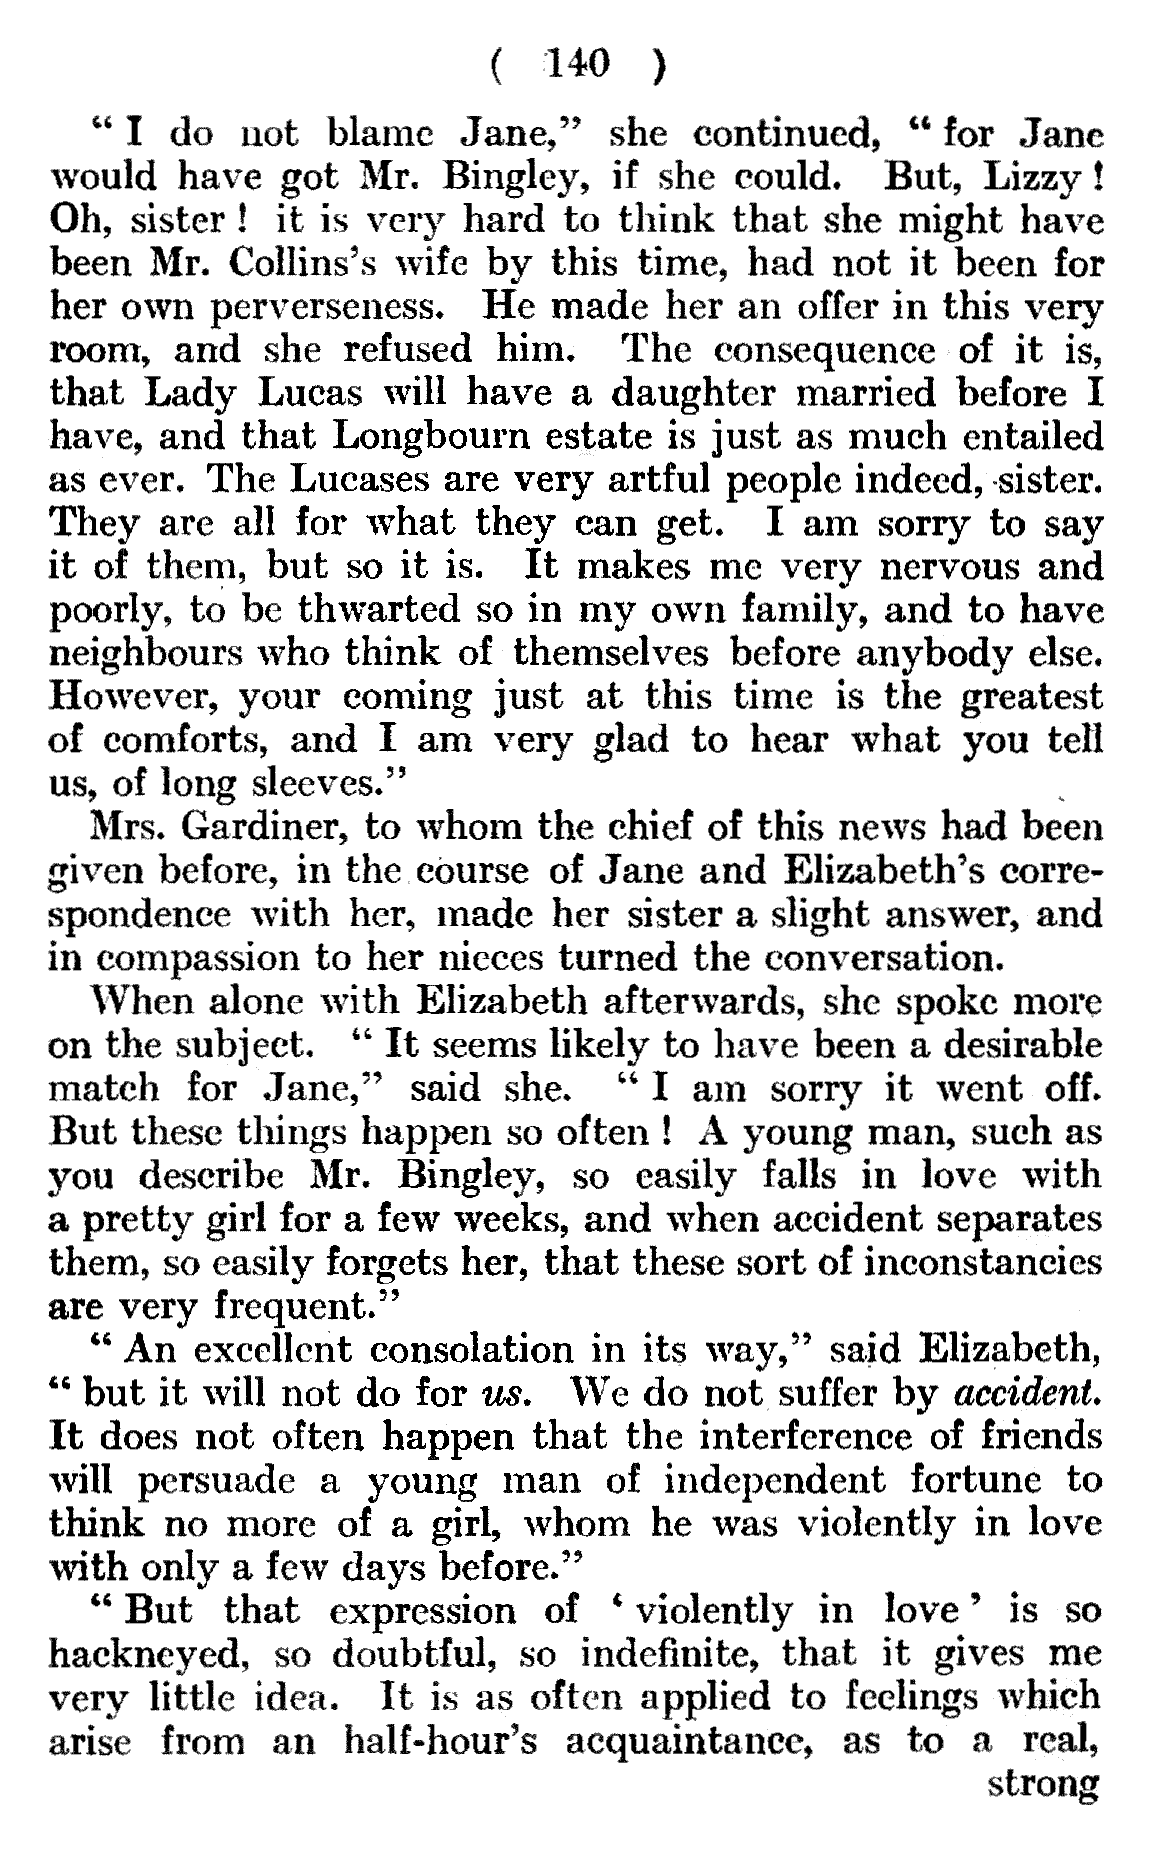 ( 140 )
“ I do not blame Jane,” she continued, “ for Jane
would have got Mr. Bingley, if she could. But, Lizzy !
Oh, sister ! it is very hard to think that she might have
been Mr. Collins’s wife by this time, had not it been for
her own perverseness. He made her an offer in this very
room, and she refused him. The consequence of it is,
that Lady Lucas will have a daughter married before I
have, and that Longbourn estate is just as much entailed
as ever. The Lucases are very artful people indeed, sister.
They are all for what they can get. I am sorry to say
it of them, but so it is. It makes me very nervous and
poorly, to be thwarted so in my own family, and to have
neighbours who think of themselves before anybody else.
However, your coming just at this time is the greatest
of comforts, and I am very glad to hear what you tell
us, of long sleeves.”
Mrs. Gardiner, to whom the chief of this news had been
given before, in the course of Jane and Elizabeth’s corre-
spondence with her, made her sister a slight answer, and
in compassion to her nieces turned the conversation.
When alone with Elizabeth afterwards, she spoke more
on the subject. “ It seems likely to have been a desirable
match for Jane,” said she. “ I am sorry it went off.
But these things happen so often ! A young man, such as
you describe Mr. Bingley, so easily falls in love with
a pretty girl for a few weeks, and when accident separates
them, so easily forgets her, that these sort of inconstancies
are very frequent.”
“ An excellent consolation in its way,” said Elizabeth,
“ but it will not do for us. We do not suffer by accident.
It does not often happen that the interference of friends
will persuade a young man of independent fortune to
think no more of a girl, whom he was violently in love
with only a few days before.”
“ But that expression of ‘ violently in love ’ is so
hackneyed, so doubtful, so indefinite, that it gives me
very little idea. It is as often applied to feelings which
arise from an half-hour’s acquaintance, as to a real,
strong